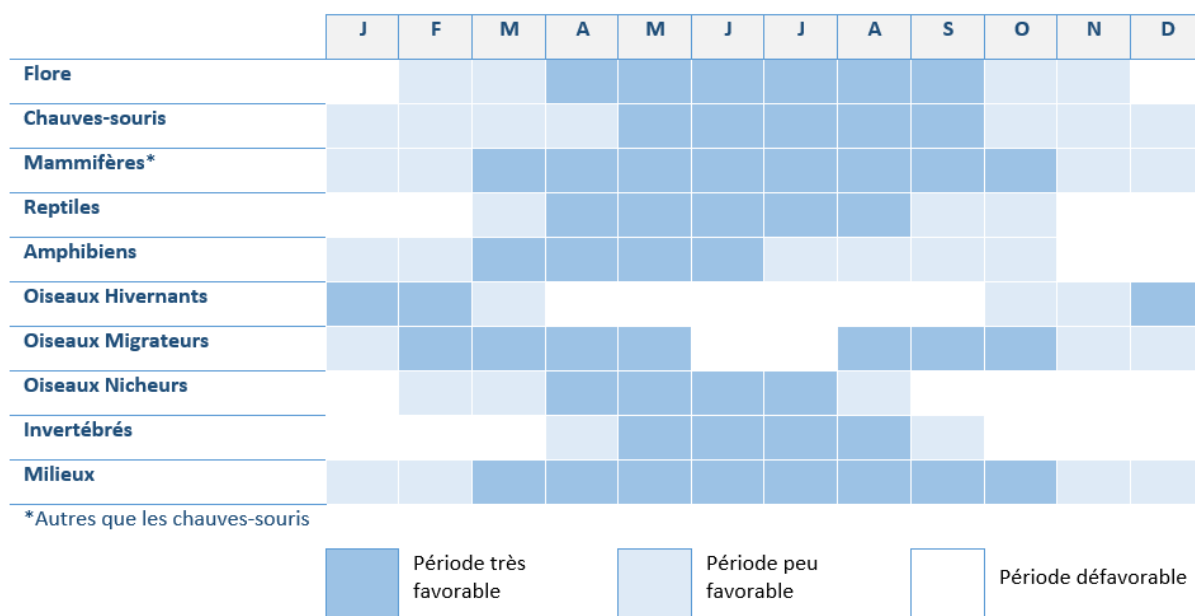 J F M A M J J A S O N D
Flore
Chauves-souris
Mammifères*
Reptiles
Amphibiens
Oiseaux Hivernants
Oiseaux Migrateurs
Oiseaux Nicheurs
Invertébrés
Milieux
*Autres que les chauves-souris
Période très
favorable
Période peu
favorable
Période défavorable